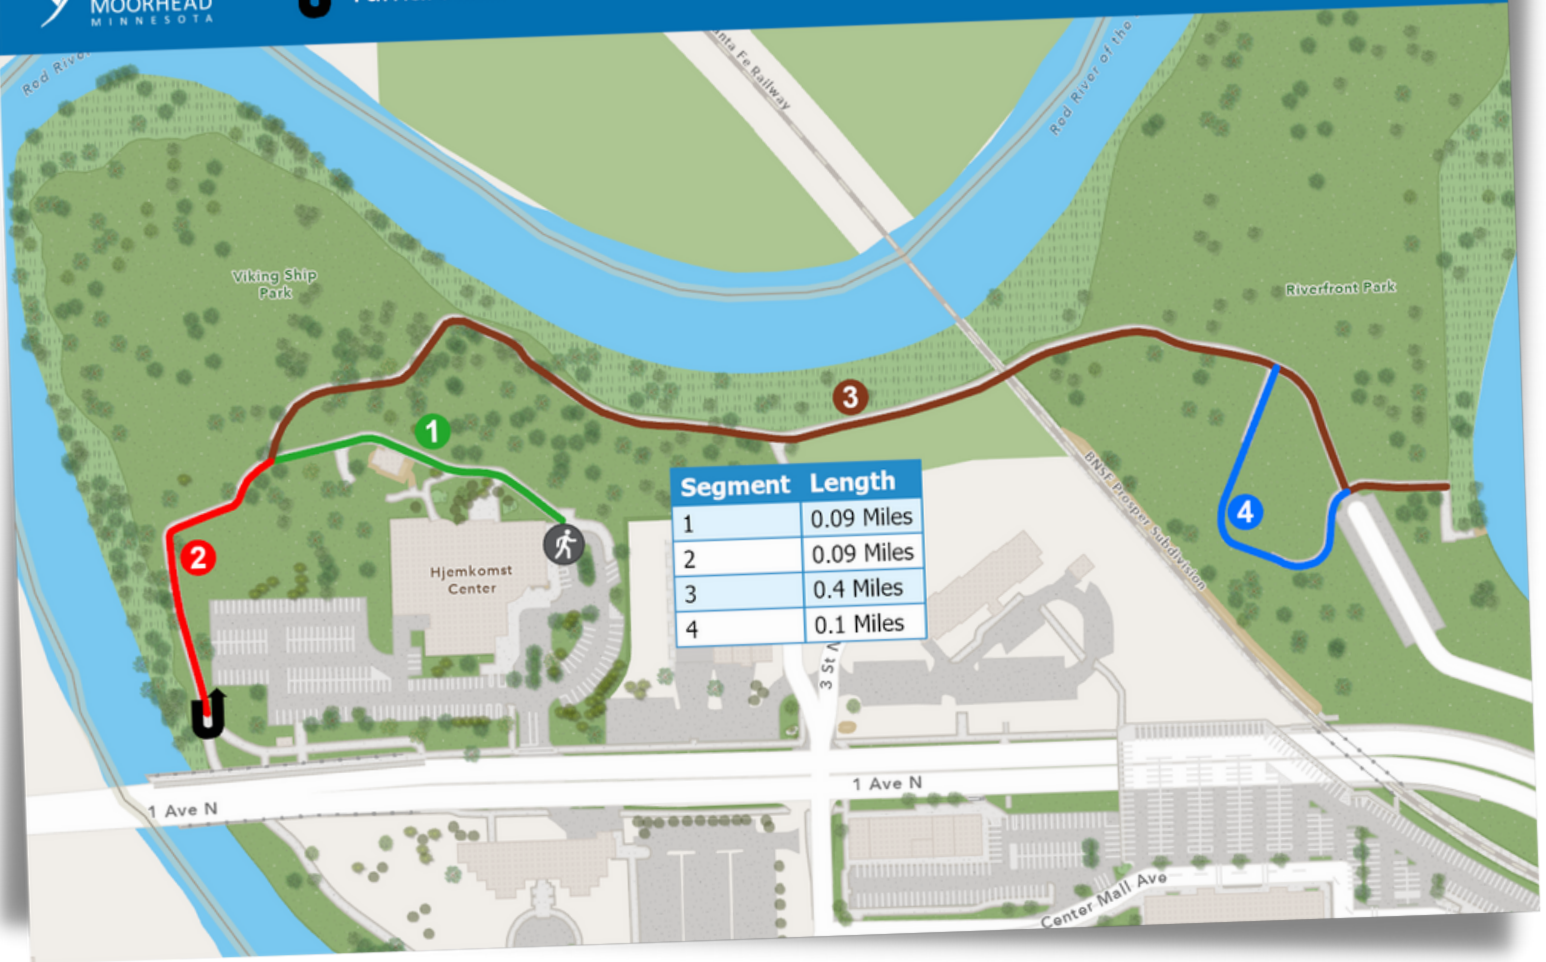 MOORHEAD
MINNESOTA
Red River
nta Fe Railway
Red River of the
Viking Ship
Park
Riverfront Park
1
2
3
4
Segment Length
1 0.09 Miles
2 0.09 Miles
3 0.4 Miles
4 0.1 Miles
Hjemkomst
Center
BNSF Prosper Subdivision
3 St N
1 Ave N
1 Ave N
Center Mall Ave